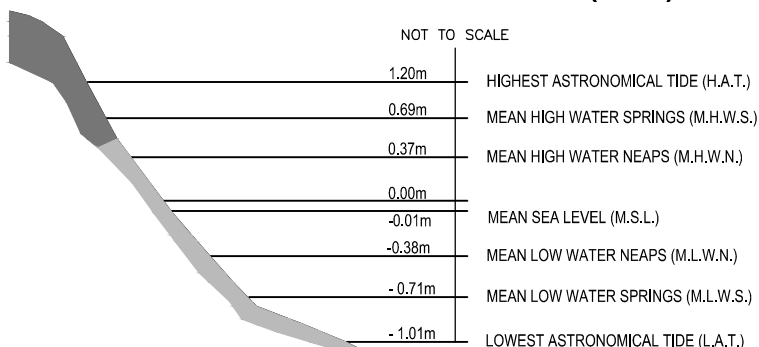 NOT TO SCALE
1.20m HIGHEST ASTRONOMICAL TIDE (H.A.T.)
0.69m MEAN HIGH WATER SPRINGS (M.H.W.S.)
0.37m MEAN HIGH WATER NEAPS (M.H.W.N.)
0.00m
-0.01m MEAN SEA LEVEL (M.S.L.)
-0.38m MEAN LOW WATER NEAPS (M.L.W.N.)
- 0.71m MEAN LOW WATER SPRINGS (M.L.W.S.)
- 1.01m LOWEST ASTRONOMICAL TIDE (L.A.T.)